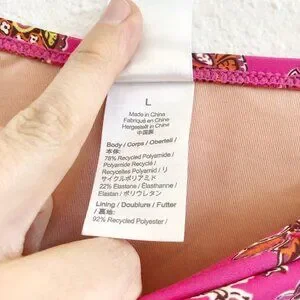 L
Made in China
Fabriqué en Chine
Hergestellt in China
中国製
Body / Corps / Oberteil /
本体:
78% Recycled Polyamide /
Polyamide Recyclé /
Recycelles Polyamid / リ
サイクルポリアミド
22% Elastane / Élasthanne /
Elastan / ポリウレタン
Lining / Doublure / Futter
/ 裏地:
92% Recycled Polyester /